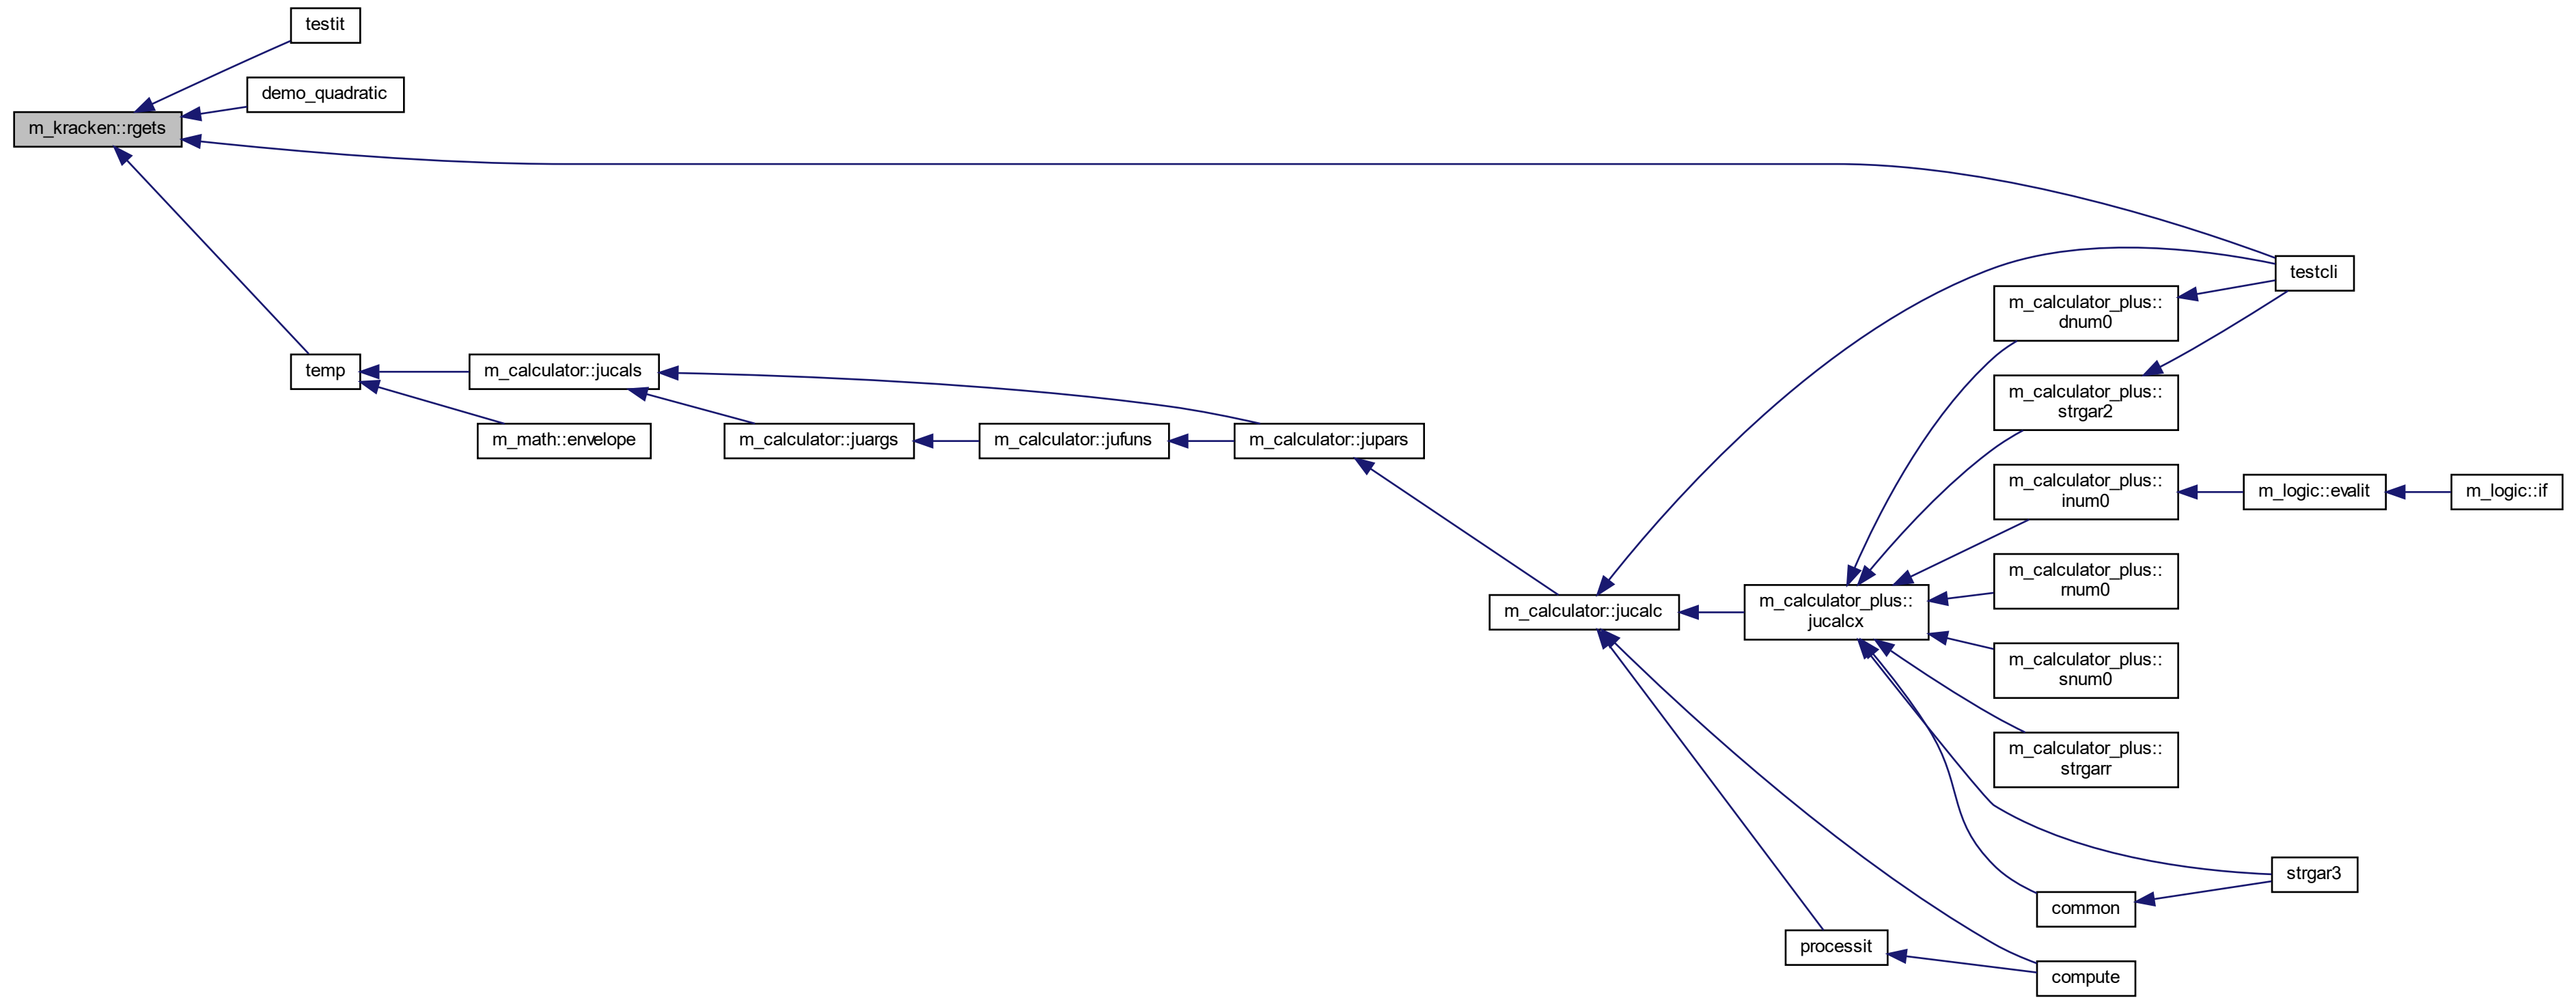 testit
demo_quadratic
m_kracken::rgets
testcli
m_calculator_plus::
dnum0
temp
m_calculator::jucals
m_calculator_plus::
strgar2
m_math::envelope
m_calculator::juargs
m_calculator::jufuns
m_calculator::jupars
m_calculator_plus::
inum0
m_logic::evalit
m_logic::if
m_calculator_plus::
rnum0
m_calculator::jucalc
m_calculator_plus::
jucalcx
m_calculator_plus::
snum0
m_calculator_plus::
strgarr
strgar3
common
processit
compute